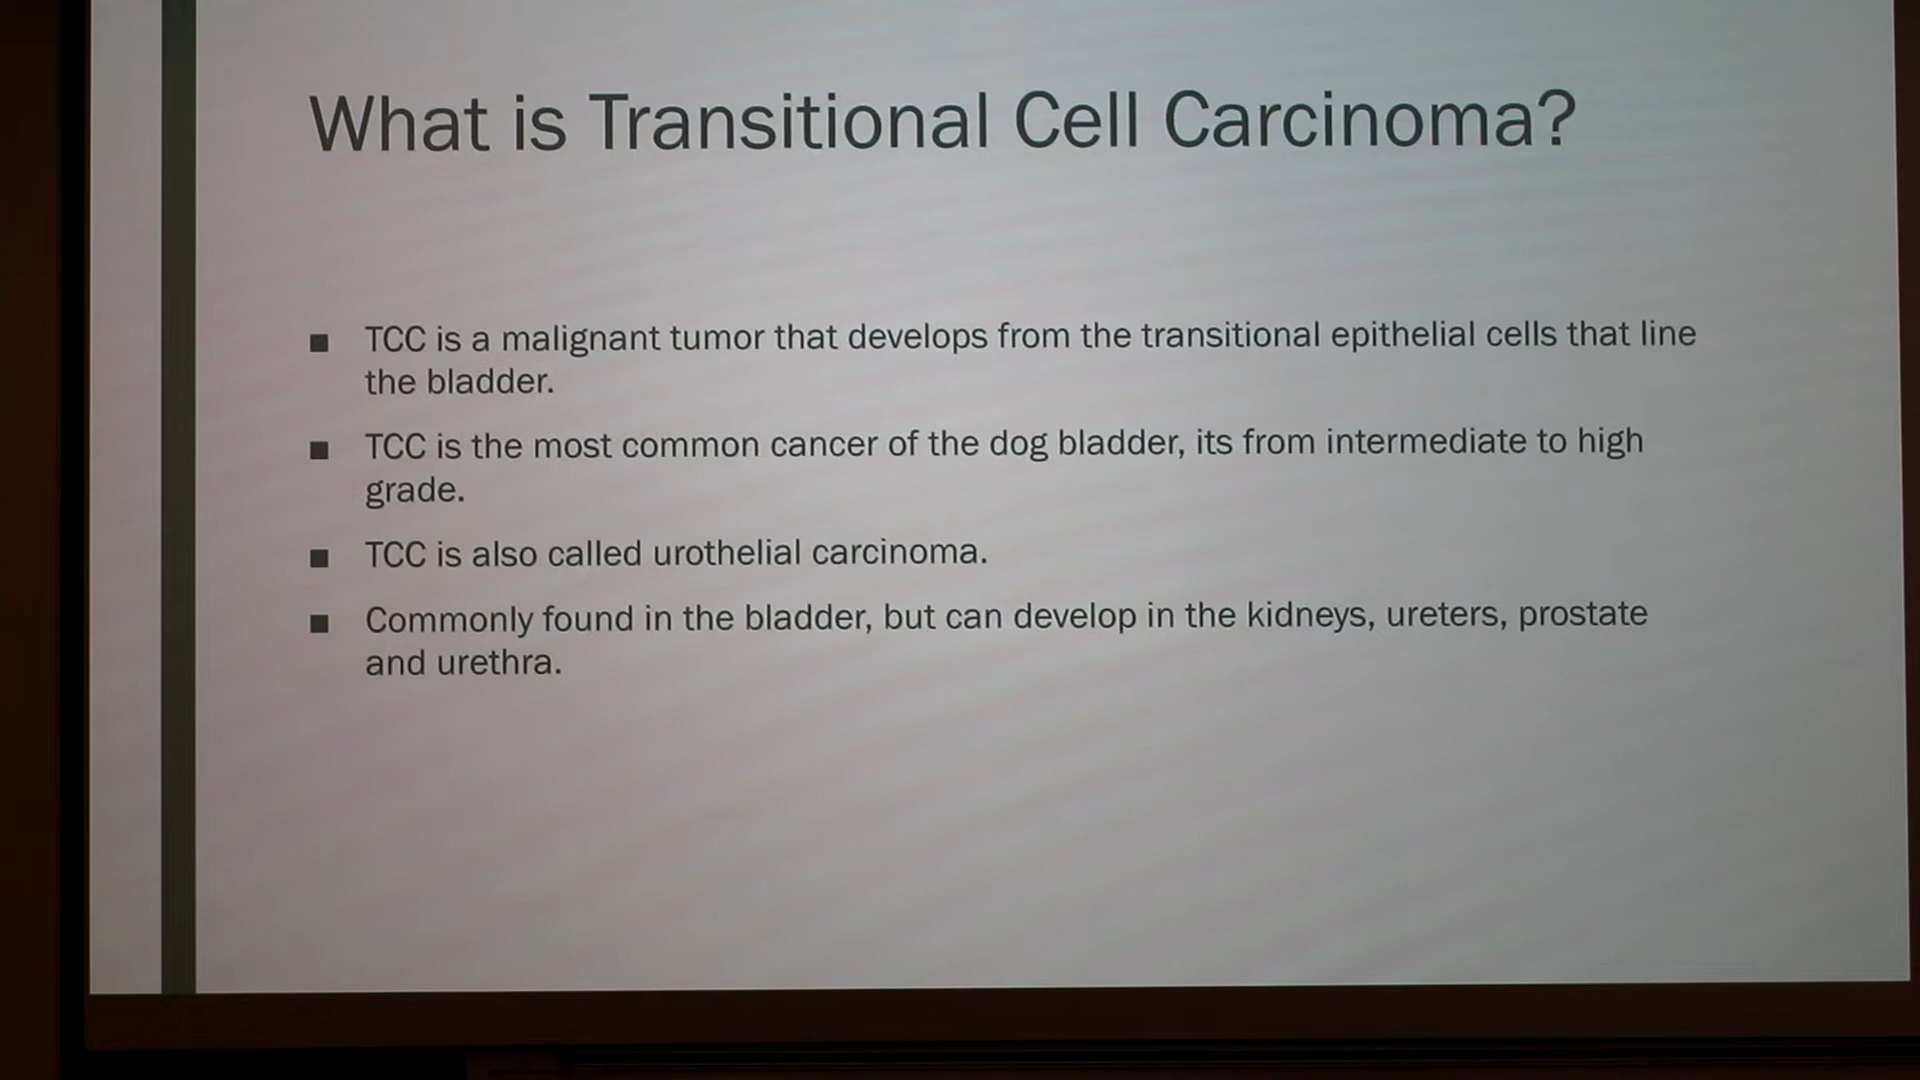 What is Transitional Cell Carcinoma?
■ TCC is a malignant tumor that develops from the transitional epithelial cells that line
the bladder.
■ TCC is the most common cancer of the dog bladder, its from intermediate to high
grade.
■ TCC is also called urothelial carcinoma.
■ Commonly found in the bladder, but can develop in the kidneys, ureters, prostate
and urethra.